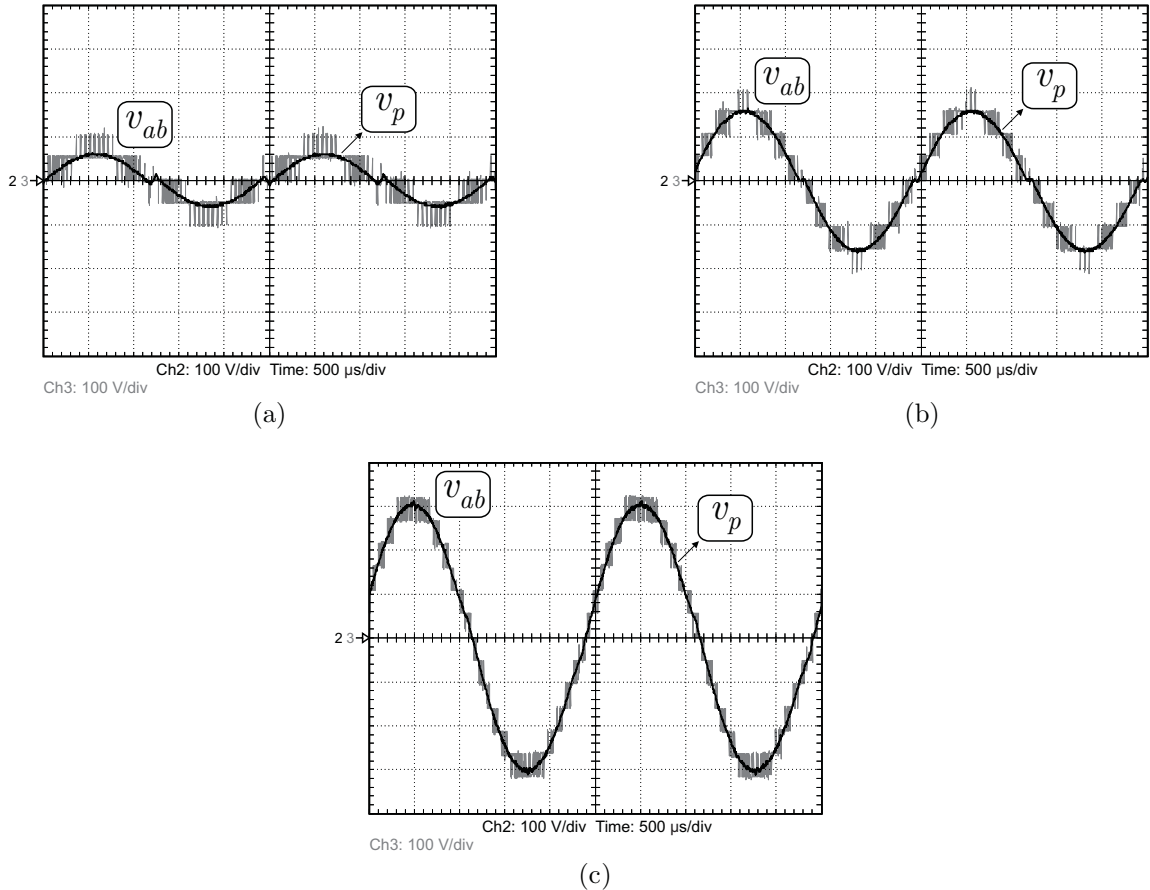 v_ab
v_p
2 3
Ch2: 100 V/div Time: 500 µs/div
Ch3: 100 V/div
(a)
v_ab
v_p
2 3
Ch2: 100 V/div Time: 500 µs/div
Ch3: 100 V/div
(b)
v_ab
v_p
2 3
Ch2: 100 V/div Time: 500 µs/div
Ch3: 100 V/div
(c)